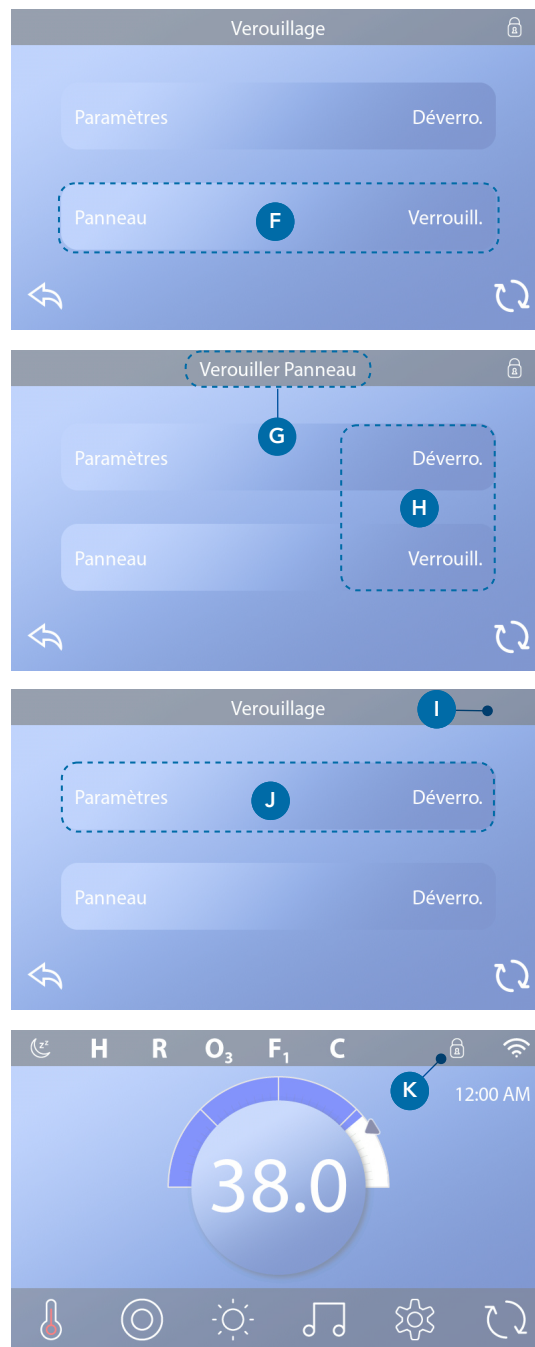 Verouillage
Paramètres Déverro.
Panneau F Verrouill.
Verouiller Panneau
G
Paramètres Déverro.
H
Panneau Verrouill.
Verouillage I
Paramètres J Déverro.
Panneau Déverro.
zz H R O3 F1 C
K
12:00 AM
38.0